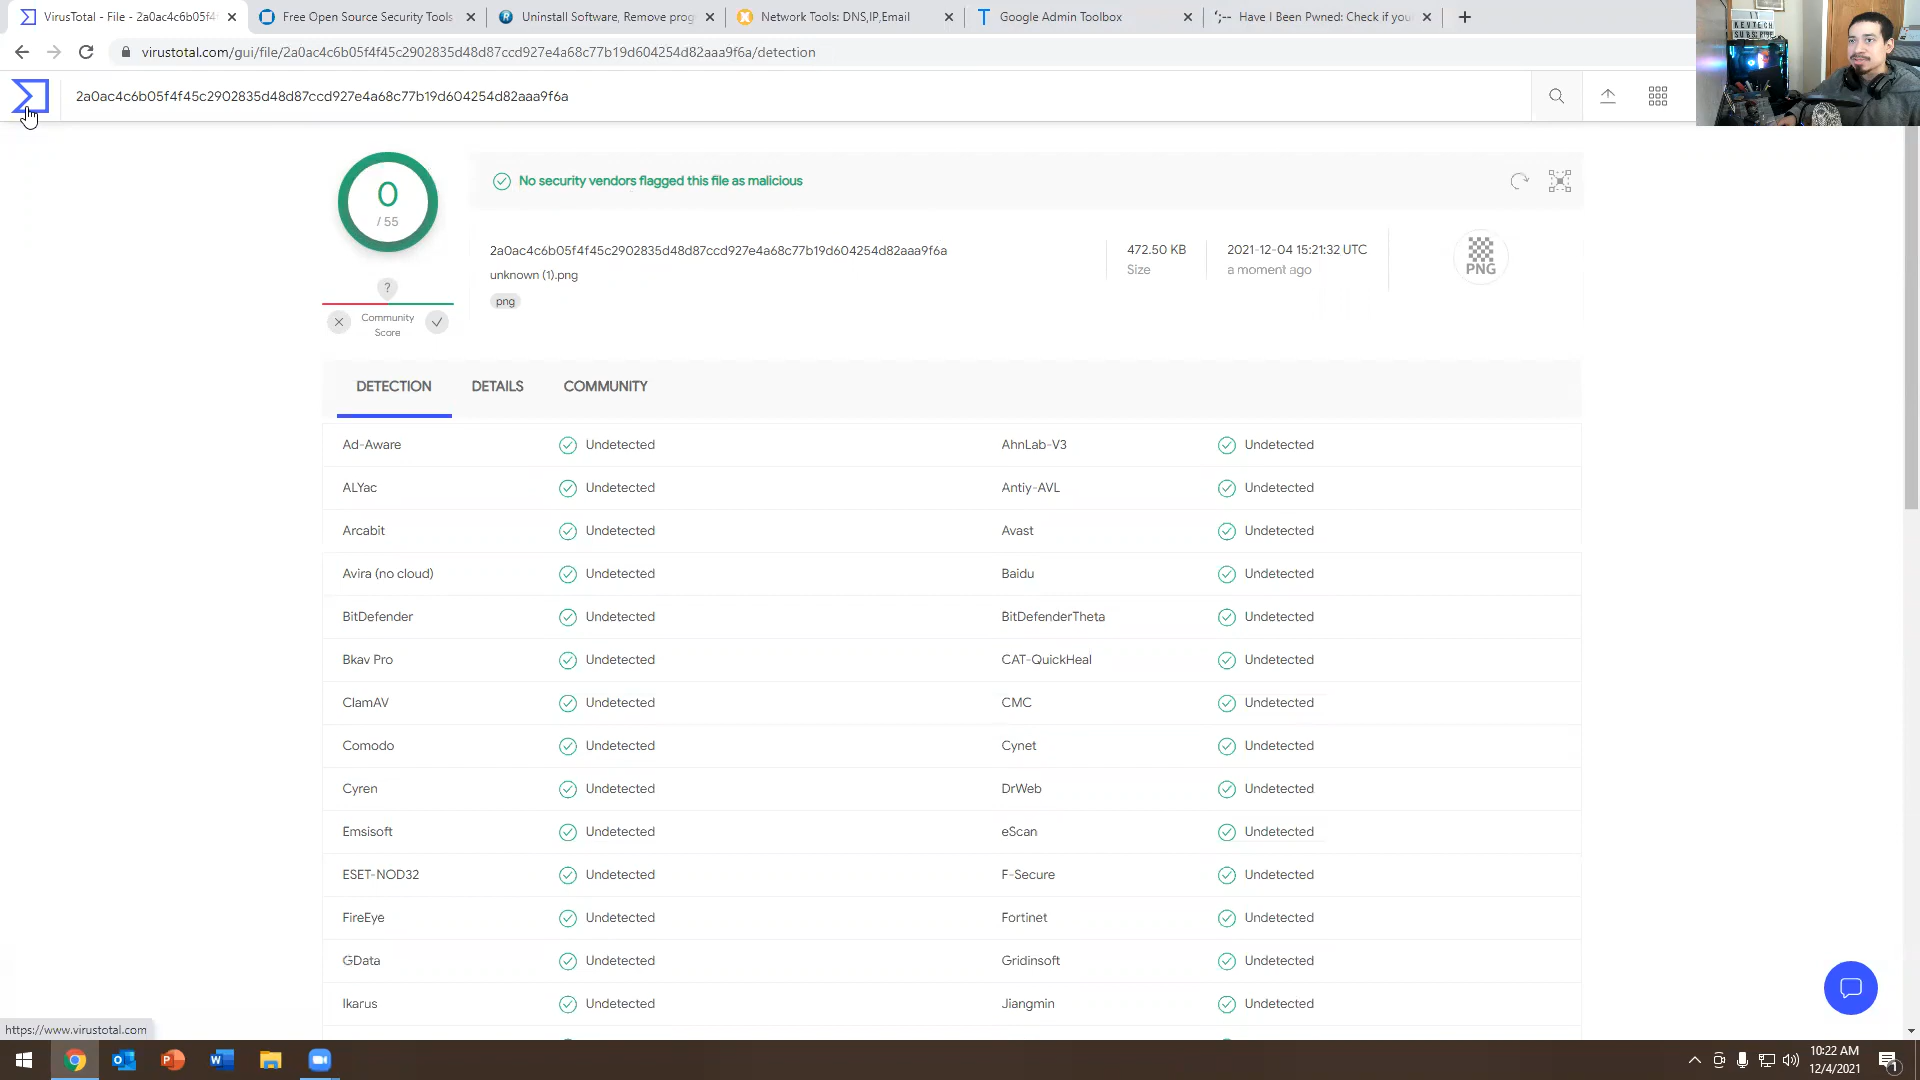 VirusTotal - File - 2a0ac4c6b05f4
Free Open Source Security Tools
Uninstall Software, Remove prog
Network Tools: DNS,IP,Email
Google Admin Toolbox
Have I Been Pwned: Check if you
virustotal.com/gui/file/2a0ac4c6b05f4f45c2902835d48d87ccd927e4a68c77b19d604254d82aaa9f6a/detection
KEVTECH
SUBSCRIBE
2a0ac4c6b05f4f45c2902835d48d87ccd927e4a68c77b19d604254d82aaa9f6a
0
/ 55
No security vendors flagged this file as malicious
2a0ac4c6b05f4f45c2902835d48d87ccd927e4a68c77b19d604254d82aaa9f6a
unknown (1).png
png
472.50 KB
Size
2021-12-04 15:21:32 UTC
a moment ago
PNG
?
Community
Score
DETECTION DETAILS COMMUNITY
Ad-Aware Undetected AhnLab-V3 Undetected
ALYac Undetected Antiy-AVL Undetected
Arcabit Undetected Avast Undetected
Avira (no cloud) Undetected Baidu Undetected
BitDefender Undetected BitDefenderTheta Undetected
Bkav Pro Undetected CAT-QuickHeal Undetected
ClamAV Undetected CMC Undetected
Comodo Undetected Cynet Undetected
Cyren Undetected DrWeb Undetected
Emsisoft Undetected eScan Undetected
ESET-NOD32 Undetected F-Secure Undetected
FireEye Undetected Fortinet Undetected
GData Undetected Gridinsoft Undetected
Ikarus Undetected Jiangmin Undetected
https://www.virustotal.com
10:22 AM
12/4/2021
1